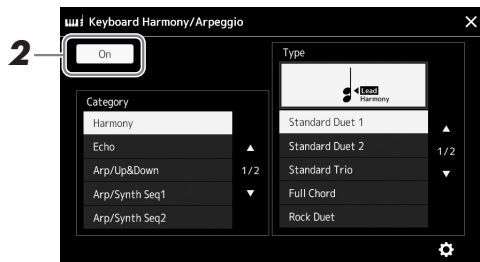 Keyboard Harmony/Arpeggio
2
On
Category
Harmony
Echo
Arp/Up&Down
Arp/Synth Seq1
Arp/Synth Seq2
1/2
Type
Lead
Harmony
Standard Duet 1
Standard Duet 2
Standard Trio
Full Chord
Rock Duet
1/2